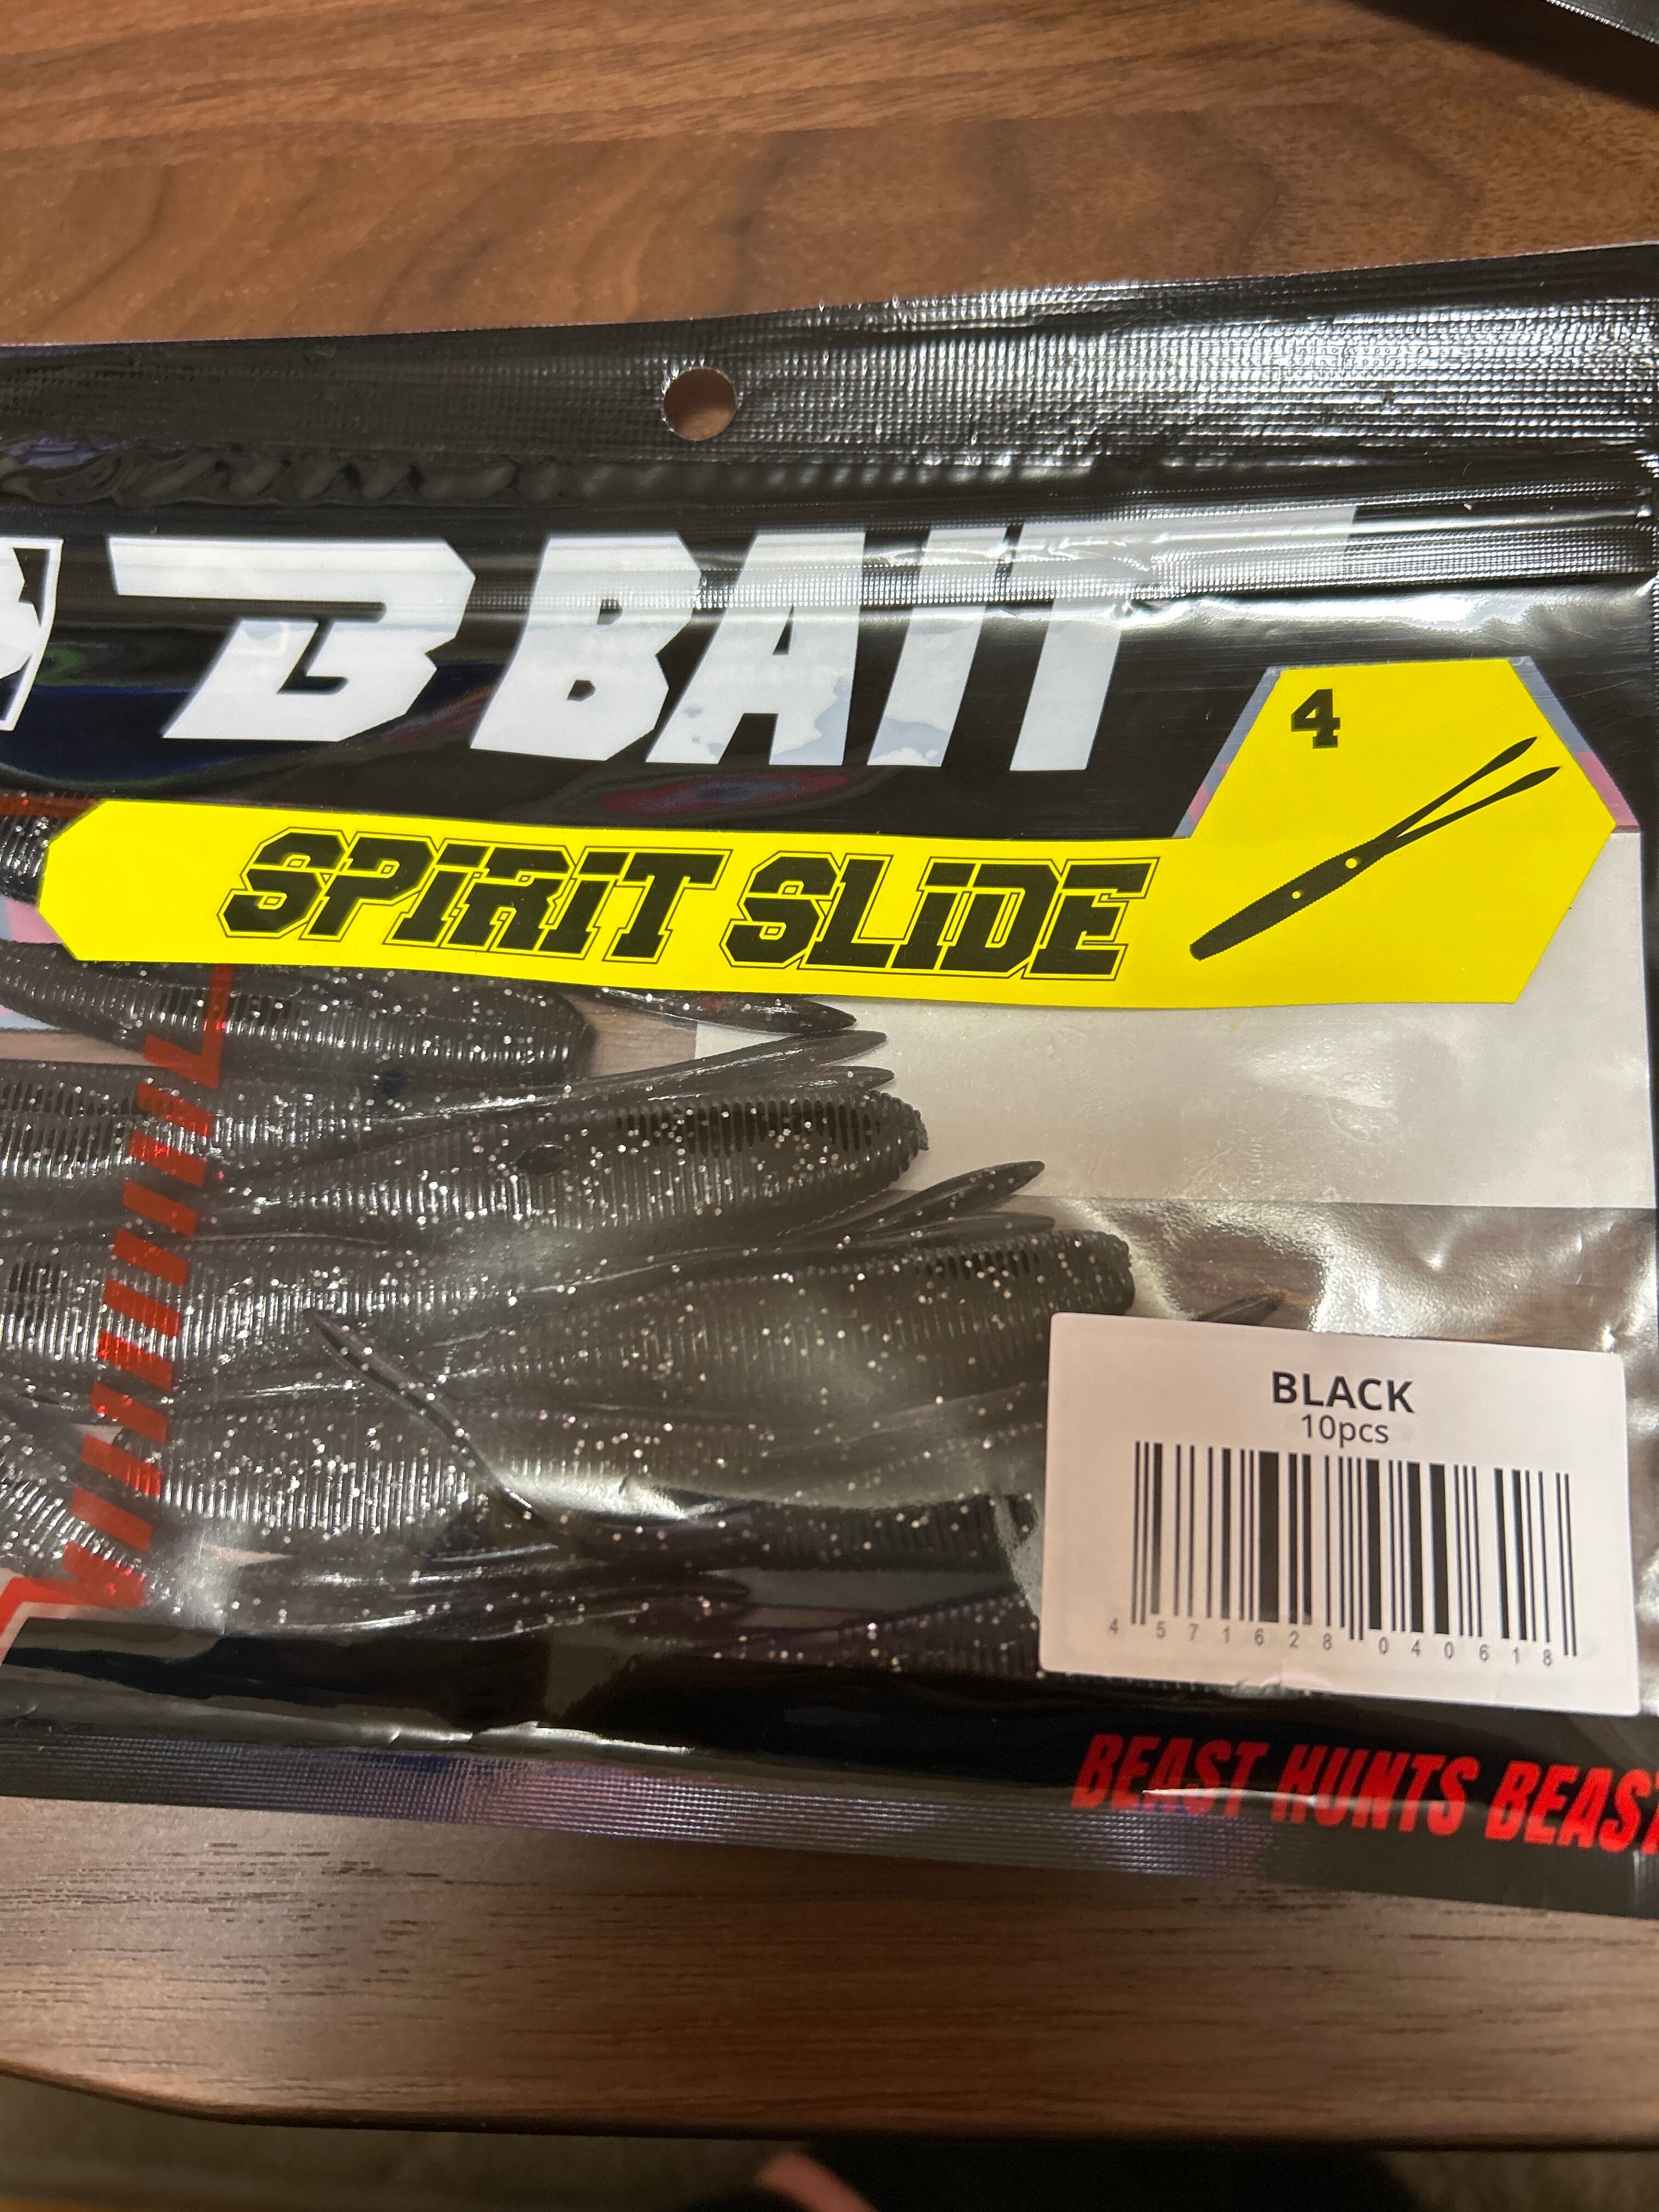 B BAIT
4
SPIRIT SLIDE
BLACK
10pcs
4 571628 040618
BEAST HUNTS BEAST